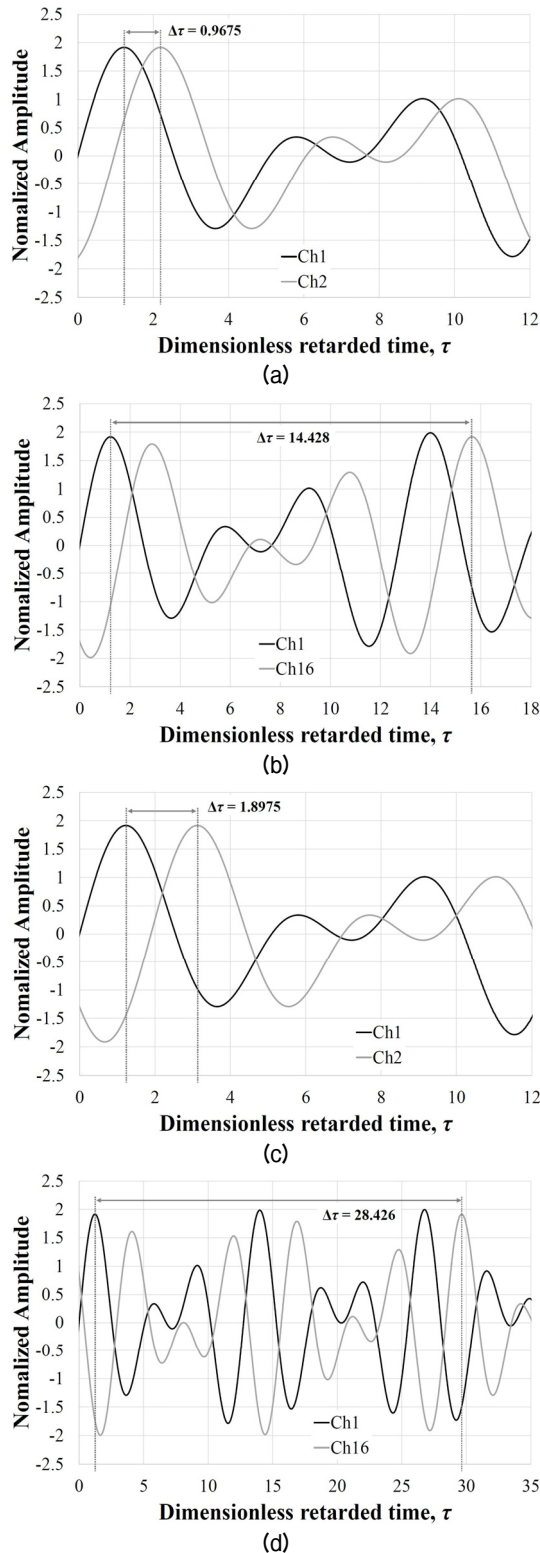 Δτ = 0.9675
2.5
2
1.5
1
0.5
0
-0.5
-1
-1.5
-2
-2.5
Nomalized Amplitude
Ch1
Ch2
0 2 4 6 8 10 12
Dimensionless retarded time, τ
(a)
2.5
2
1.5
1
0.5
0
-0.5
-1
-1.5
-2
-2.5
Nomalized Amplitude
Δτ = 14.428
Ch1
Ch16
0 2 4 6 8 10 12 14 16 18
Dimensionless retarded time, τ
(b)
2.5
2
1.5
1
0.5
0
-0.5
-1
-1.5
-2
-2.5
Nomalized Amplitude
Δτ = 1.8975
Ch1
Ch2
0 2 4 6 8 10 12
Dimensionless retarded time, τ
(c)
2.5
2
1.5
1
0.5
0
-0.5
-1
-1.5
-2
-2.5
Nomalized Amplitude
Δτ = 28.426
Ch1
Ch16
0 5 10 15 20 25 30 35
Dimensionless retarded time, τ
(d)